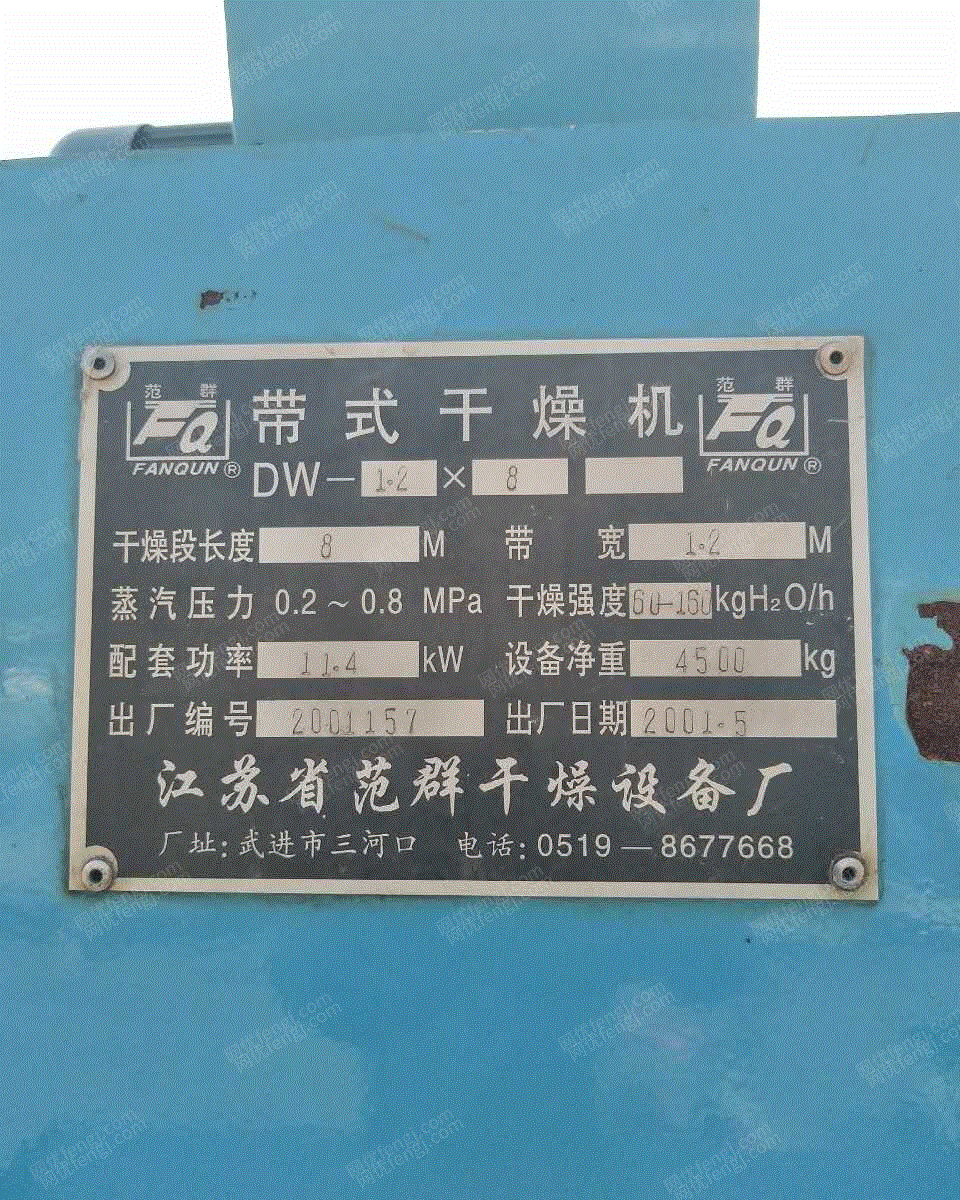 范群 带式干燥机 范群
FQ FQ
FANQUN® FANQUN®
DW-1.2×8
干燥段长度 8 M 带宽 1.2 M
蒸汽压力 0.2~0.8 MPa 干燥强度 60-160 kgH₂O/h
配套功率 11.4 kW 设备净重 4500 kg
出厂编号 2001157 出厂日期 2001.5
江苏省范群干燥设备厂
厂址:武进市三河口 电话:0519—8677668